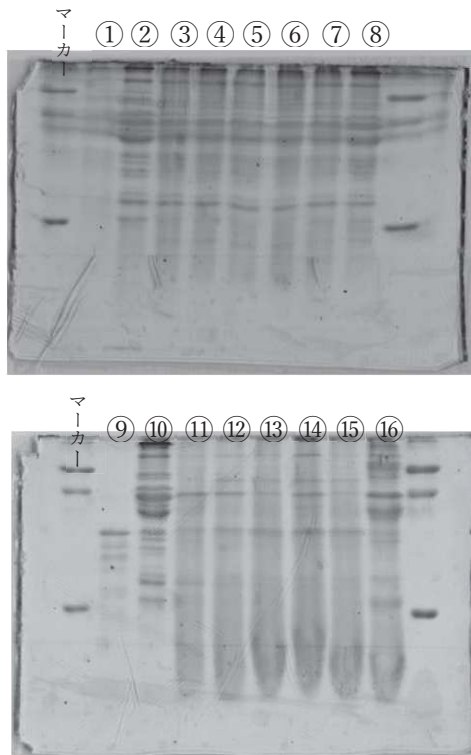 マーカー ① ② ③ ④ ⑤ ⑥ ⑦ ⑧
マーカー ⑨ ⑩ ⑪ ⑫ ⑬ ⑭ ⑮ ⑯